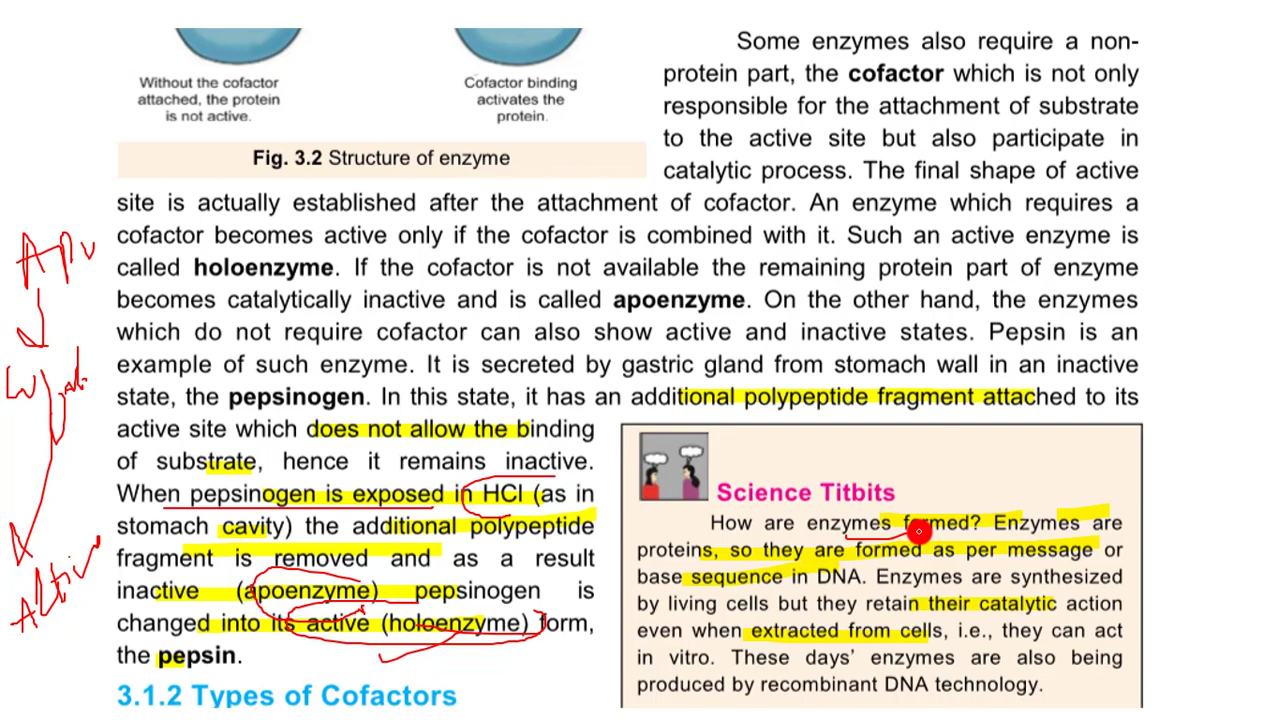 Without the cofactor
attached, the protein
is not active.
Cofactor binding
activates the
protein.
Fig. 3.2 Structure of enzyme
Some enzymes also require a non-
protein part, the cofactor which is not only
responsible for the attachment of substrate
to the active site but also participate in
catalytic process. The final shape of active
site is actually established after the attachment of cofactor. An enzyme which requires a
cofactor becomes active only if the cofactor is combined with it. Such an active enzyme is
called holoenzyme. If the cofactor is not available the remaining protein part of enzyme
becomes catalytically inactive and is called apoenzyme. On the other hand, the enzymes
which do not require cofactor can also show active and inactive states. Pepsin is an
example of such enzyme. It is secreted by gastric gland from stomach wall in an inactive
state, the pepsinogen. In this state, it has an additional polypeptide fragment attached to its
active site which does not allow the binding
of substrate, hence it remains inactive.
When pepsinogen is exposed in HCl (as in
stomach cavity) the additional polypeptide
fragment is removed and as a result
inactive (apoenzyme) pepsinogen is
changed into its active (holoenzyme) form,
the pepsin.
3.1.2 Types of Cofactors
Science Titbits
How are enzymes formed? Enzymes are
proteins, so they are formed as per message or
base sequence in DNA. Enzymes are synthesized
by living cells but they retain their catalytic action
even when extracted from cells, i.e., they can act
in vitro. These days' enzymes are also being
produced by recombinant DNA technology.